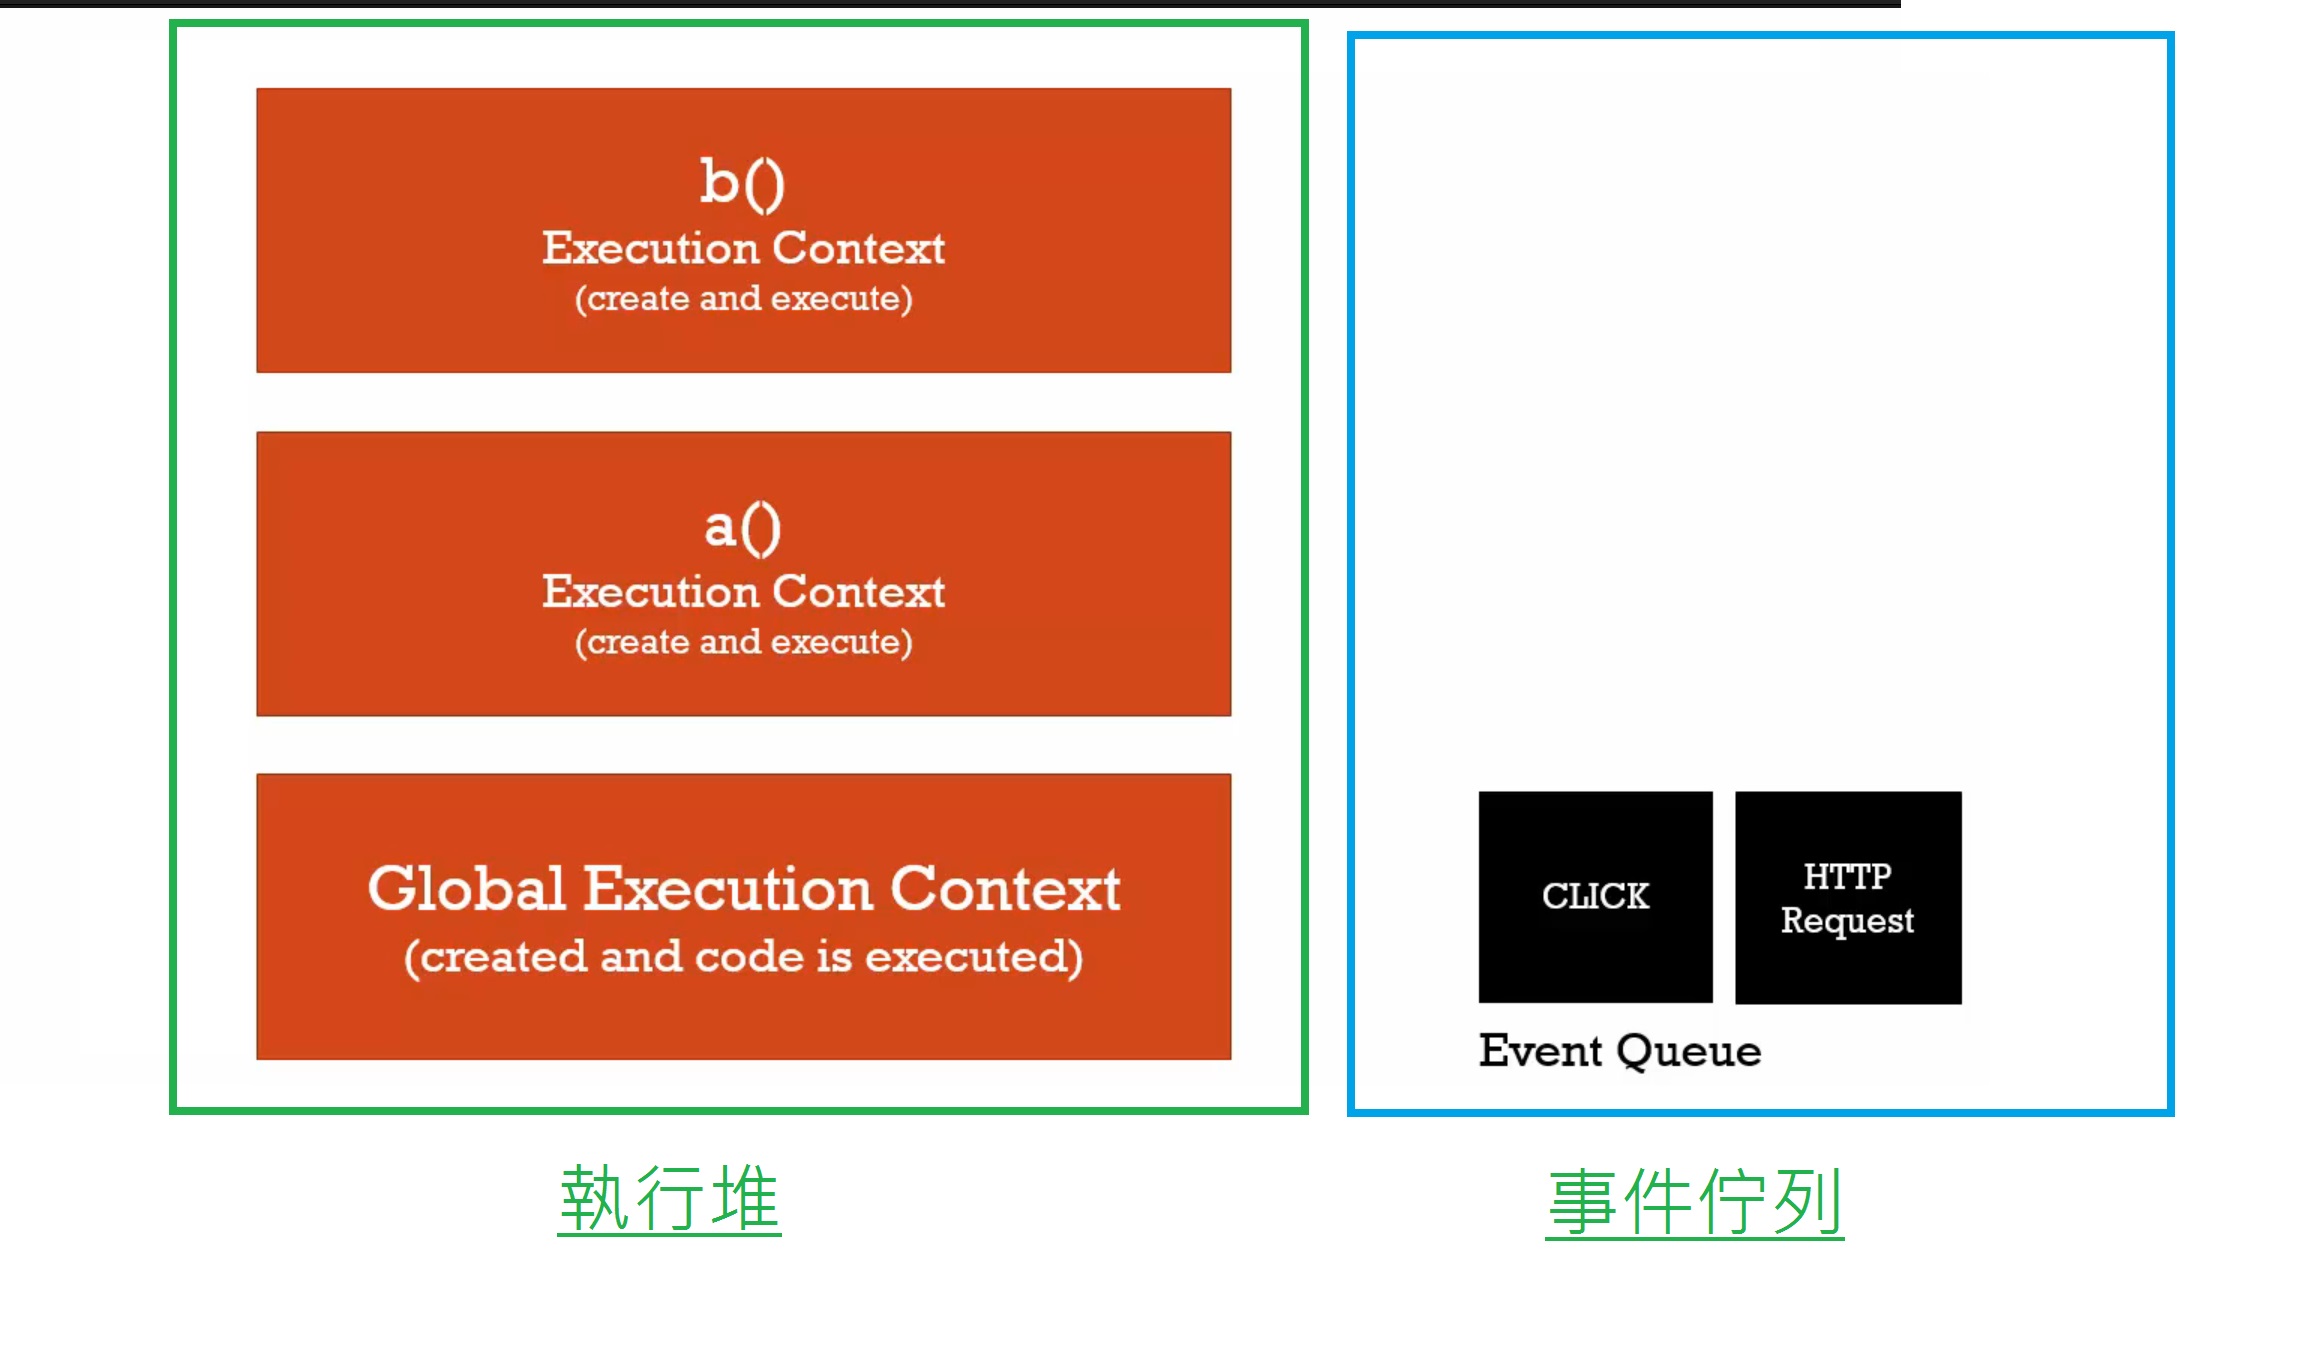 b()
Execution Context
(create and execute)
a()
Execution Context
(create and execute)
Global Execution Context
(created and code is executed)
CLICK
HTTP
Request
Event Queue
執行堆
事件佇列